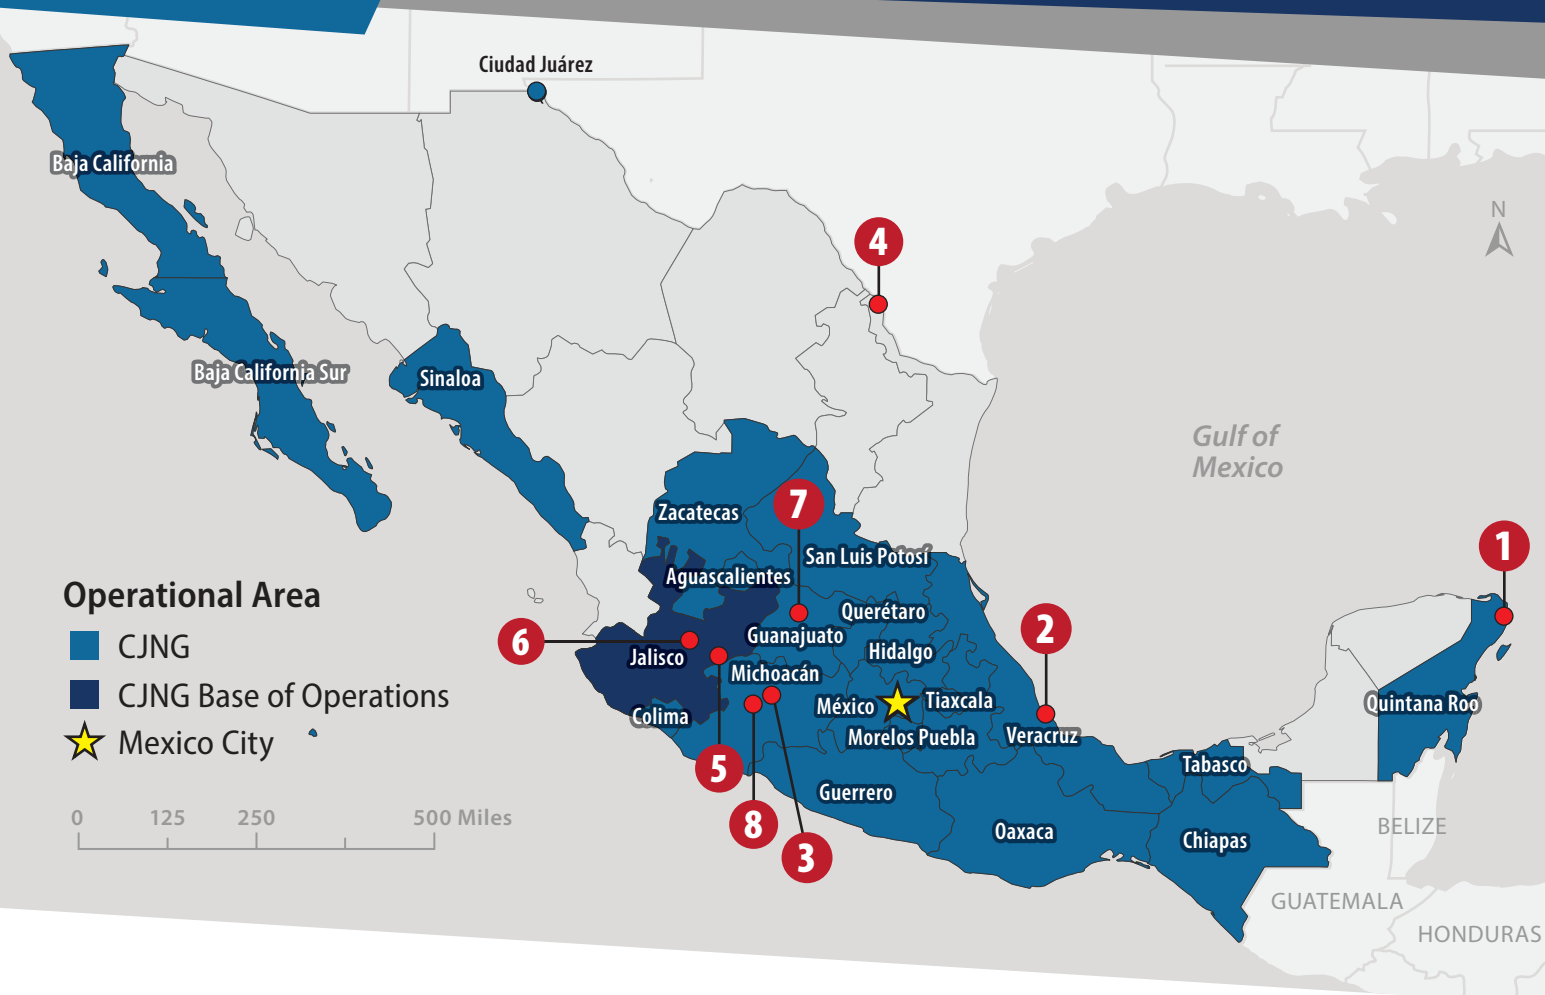 Ciudad Juárez
Baja California
N
4
Baja California Sur
Sinaloa
Gulf of
Mexico
7
Zacatecas
1
San Luis Potosí
Aguascalientes
Operational Area
CJNG
CJNG Base of Operations
Mexico City
Querétaro
2
6
Guanajuato
Hidalgo
Jalisco
Michoacán
Tiaxcala
México
Quintana Roo
Colima
Morelos Puebla
Veracruz
5
Tabasco
Guerrero
0 125 250 500 Miles
8
Oaxaca
BELIZE
Chiapas
3
GUATEMALA
HONDURAS